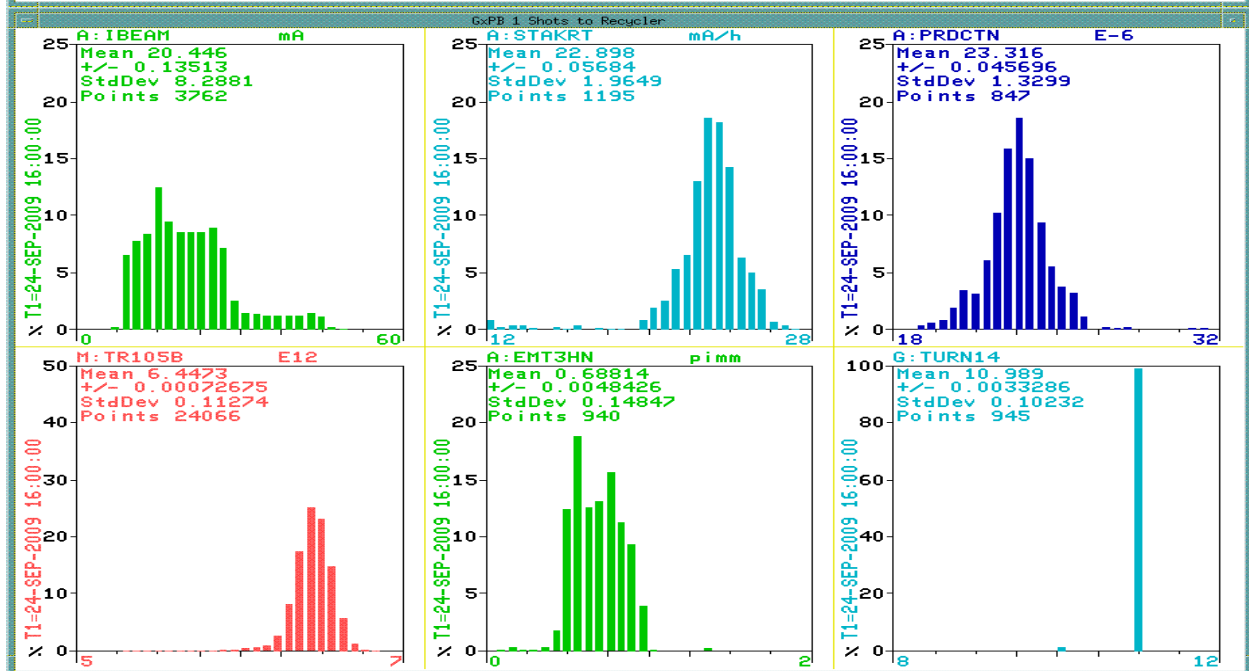 GxPB 1 Shots to Recycler
A:IBEAM mA
Mean 20.446
+/- 0.13513
StdDev 8.2881
Points 3762
25
20
15
10
5
% 0
0 60
T1=24-SEP-2009 16:00:00
A:STAKRT mA/h
Mean 22.898
+/- 0.05684
StdDev 1.9649
Points 1195
25
20
15
10
5
% 0
12 28
T1=24-SEP-2009 16:00:00
A:PRDCTN E-6
Mean 23.316
+/- 0.045696
StdDev 1.3299
Points 847
25
20
15
10
5
% 0
18 32
T1=24-SEP-2009 16:00:00
M:TR105B E12
Mean 6.4473
+/- 0.00072675
StdDev 0.11274
Points 24066
50
40
30
20
10
% 0
5 7
T1=24-SEP-2009 16:00:00
A:EMT3HN pimm
Mean 0.68814
+/- 0.0048426
StdDev 0.14847
Points 940
25
20
15
10
5
% 0
0 2
T1=24-SEP-2009 16:00:00
G:TURN14
Mean 10.989
+/- 0.0033286
StdDev 0.10232
Points 945
100
80
60
40
20
% 0
8 12
T1=24-SEP-2009 16:00:00